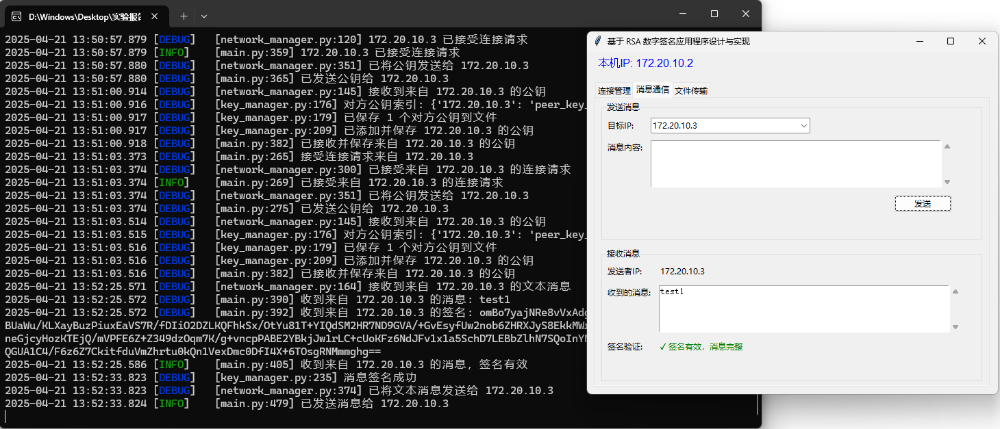 D:\Windows\Desktop\实验报告
2025-04-21 13:50:57.879 [DEBUG] [network_manager.py:120] 172.20.10.3 已接受连接请求
2025-04-21 13:50:57.879 [INFO] [main.py:359] 172.20.10.3 已接受连接请求
2025-04-21 13:50:57.880 [DEBUG] [network_manager.py:351] 已将公钥发送给 172.20.10.3
2025-04-21 13:50:57.880 [DEBUG] [main.py:365] 已发送公钥给 172.20.10.3
2025-04-21 13:51:00.914 [DEBUG] [network_manager.py:145] 接收到来自 172.20.10.3 的公钥
2025-04-21 13:51:00.916 [DEBUG] [key_manager.py:176] 对方公钥索引: {'172.20.10.3': 'peer_key_
2025-04-21 13:51:00.917 [DEBUG] [key_manager.py:179] 已保存 1 个对方公钥到文件
2025-04-21 13:51:00.917 [DEBUG] [key_manager.py:209] 已添加并保存 172.20.10.3 的公钥
2025-04-21 13:51:00.918 [DEBUG] [main.py:382] 已接收并保存来自 172.20.10.3 的公钥
2025-04-21 13:51:03.373 [DEBUG] [main.py:265] 接受连接请求来自 172.20.10.3
2025-04-21 13:51:03.374 [DEBUG] [network_manager.py:300] 已接受来自 172.20.10.3 的连接请求
2025-04-21 13:51:03.374 [INFO] [main.py:269] 已接受来自 172.20.10.3 的连接请求
2025-04-21 13:51:03.374 [DEBUG] [network_manager.py:351] 已将公钥发送给 172.20.10.3
2025-04-21 13:51:03.374 [DEBUG] [main.py:275] 已发送公钥给 172.20.10.3
2025-04-21 13:51:03.514 [DEBUG] [network_manager.py:145] 接收到来自 172.20.10.3 的公钥
2025-04-21 13:51:03.515 [DEBUG] [key_manager.py:176] 对方公钥索引: {'172.20.10.3': 'peer_key_
2025-04-21 13:51:03.516 [DEBUG] [key_manager.py:179] 已保存 1 个对方公钥到文件
2025-04-21 13:51:03.516 [DEBUG] [key_manager.py:209] 已添加并保存 172.20.10.3 的公钥
2025-04-21 13:51:03.516 [DEBUG] [main.py:382] 已接收并保存来自 172.20.10.3 的公钥
2025-04-21 13:52:25.571 [DEBUG] [network_manager.py:164] 接收到来自 172.20.10.3 的文本消息
2025-04-21 13:52:25.572 [DEBUG] [main.py:390] 收到来自 172.20.10.3 的消息: test1
2025-04-21 13:52:25.572 [DEBUG] [main.py:392] 收到来自 172.20.10.3 的签名: omBo7yajNRe8vVxAdg
BUaWu/KLXayBuzPiuxEaVS7R/fDIiO2DZLKQFhkSx/OtYu81T+YIQdSM2HR7ND9GVA/+GvEsyfUw2nob6ZHRXJyS8EkkMW
neGjcyHozKTEjQ/mVPFE6Z+Z349dzOqm7K/g+vncpPABE2YBkjJw1rLC+cUoKFz6NdJFv1x1a5SchD7LEBbZlhN7SQoInY
QGUA1C4/F6z6Z7CkitfduVmZhrtu0kQn1VexDmc0DfI4X+6TOsgRNMmmghg==
2025-04-21 13:52:25.586 [INFO] [main.py:405] 收到来自 172.20.10.3 的消息, 签名有效
2025-04-21 13:52:33.823 [DEBUG] [key_manager.py:235] 消息签名成功
2025-04-21 13:52:33.823 [DEBUG] [network_manager.py:374] 已将文本消息发送给 172.20.10.3
2025-04-21 13:52:33.824 [INFO] [main.py:479] 已发送消息给 172.20.10.3
基于 RSA 数字签名应用程序设计与实现
本机IP: 172.20.10.2
连接管理 消息通信 文件传输
发送消息
目标IP: 172.20.10.3
消息内容:
发送
接收消息
发送者IP: 172.20.10.3
收到的消息: test1
签名验证: ✓ 签名有效，消息完整